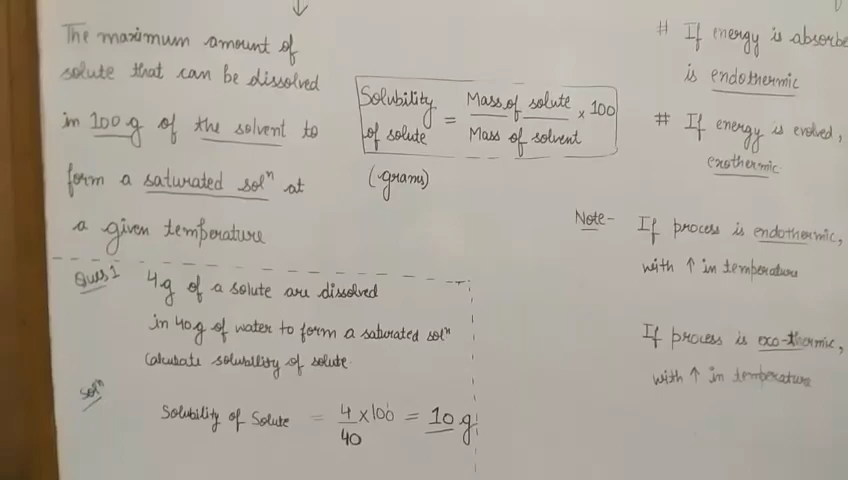 The maximum amount of
solute that can be dissolved
in 100 g of the solvent to
form a saturated solⁿ at
a given temperature
Solubility of solute = Mass of solute / Mass of solvent × 100
(grams)
Ques 1 4g of a solute are dissolved
in 40g of water to form a saturated solⁿ
Calculate solubility of solute.
Solⁿ
Solubility of Solute = 4/40 × 100 = 10 g
# If energy is absorbe
is endothermic
# If energy is evolved,
exothermic
Note- If process is endothermic,
with ↑ in temperature
If process is exo-thermic,
with ↑ in temperature